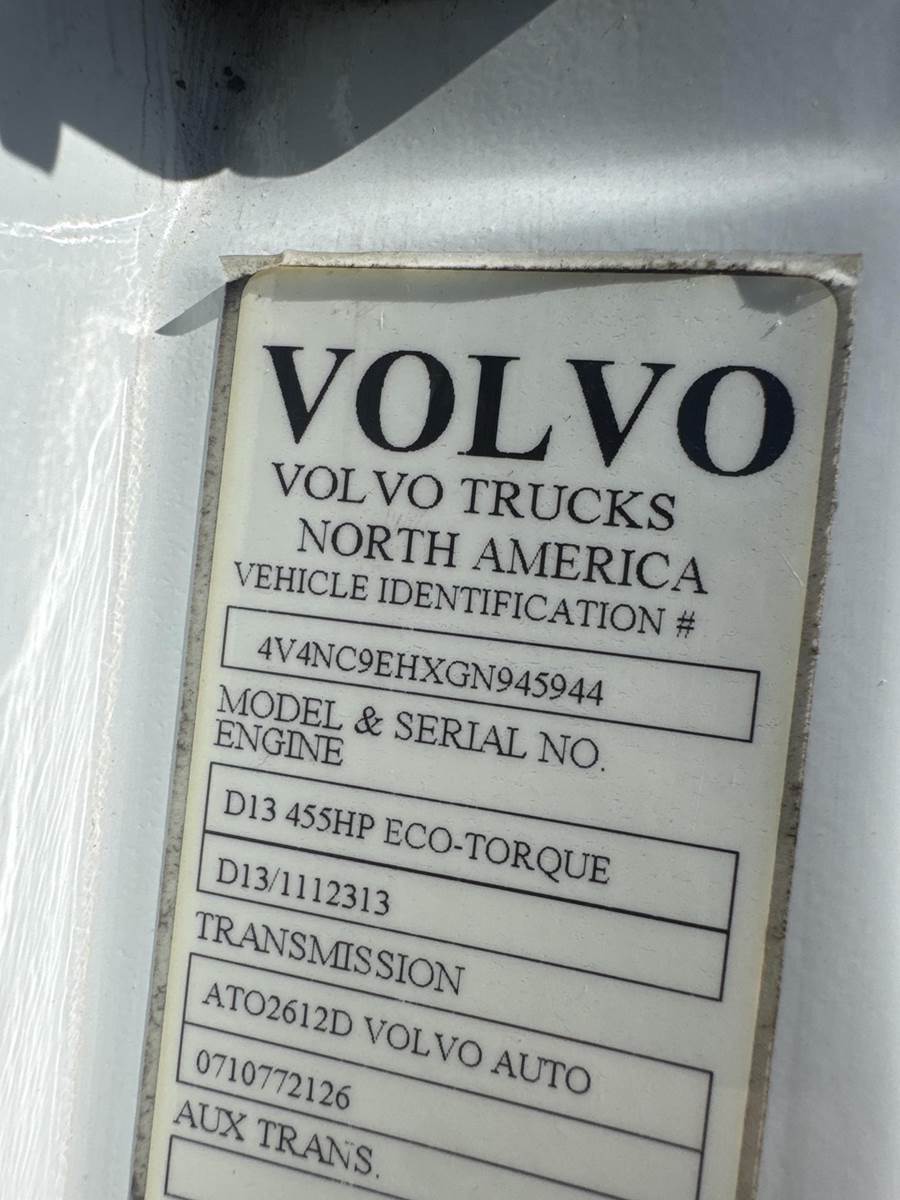 VOLVO
VOLVO TRUCKS
NORTH AMERICA
VEHICLE IDENTIFICATION #
4V4NC9EHXGN945944
MODEL & SERIAL NO.
ENGINE
D13 455HP ECO-TORQUE
D13/1112313
TRANSMISSION
ATO2612D VOLVO AUTO
0710772126
AUX TRANS.